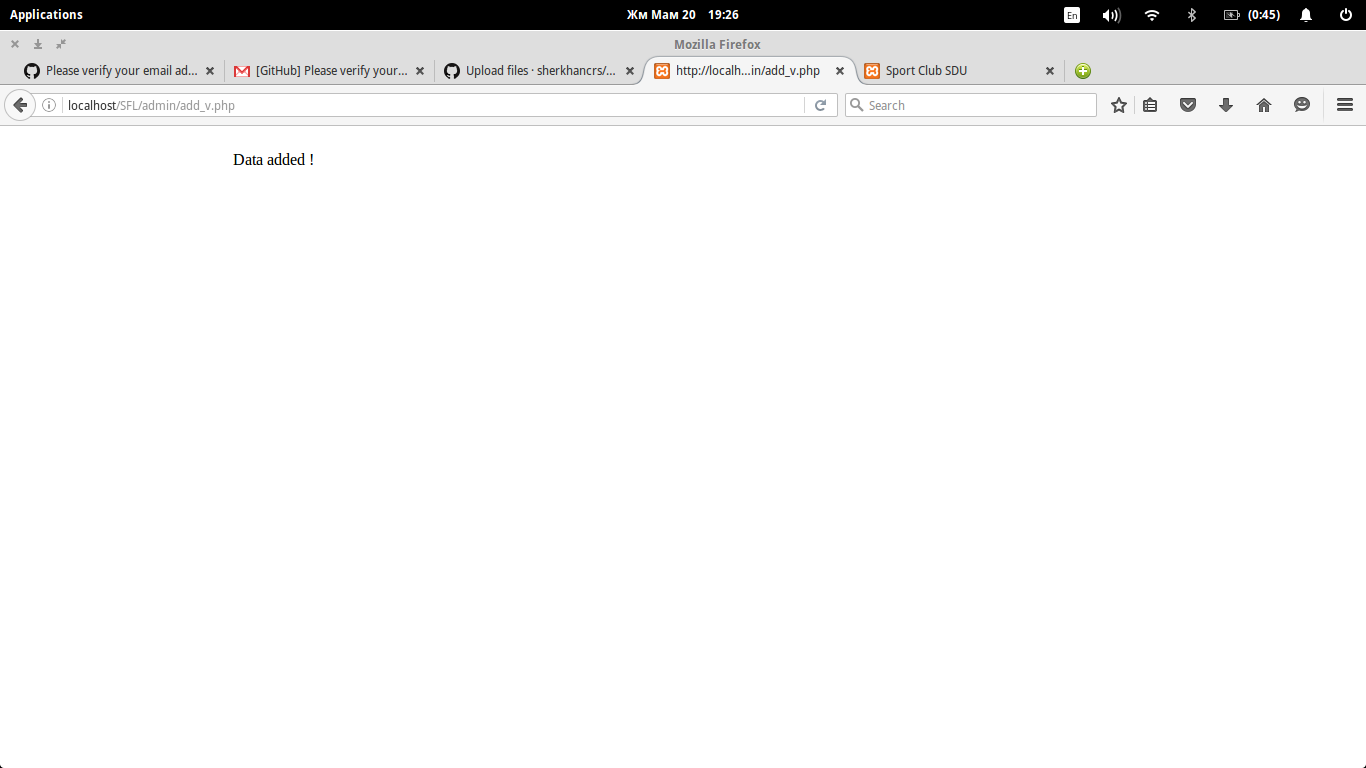 Applications
Жм Мам 20 19:26
En
(0:45)
Mozilla Firefox
Please verify your email ad...
[GitHub] Please verify your...
Upload files · sherkhancrs/...
http://localh...in/add_v.php
Sport Club SDU
localhost/SFL/admin/add_v.php
Search
Data added !